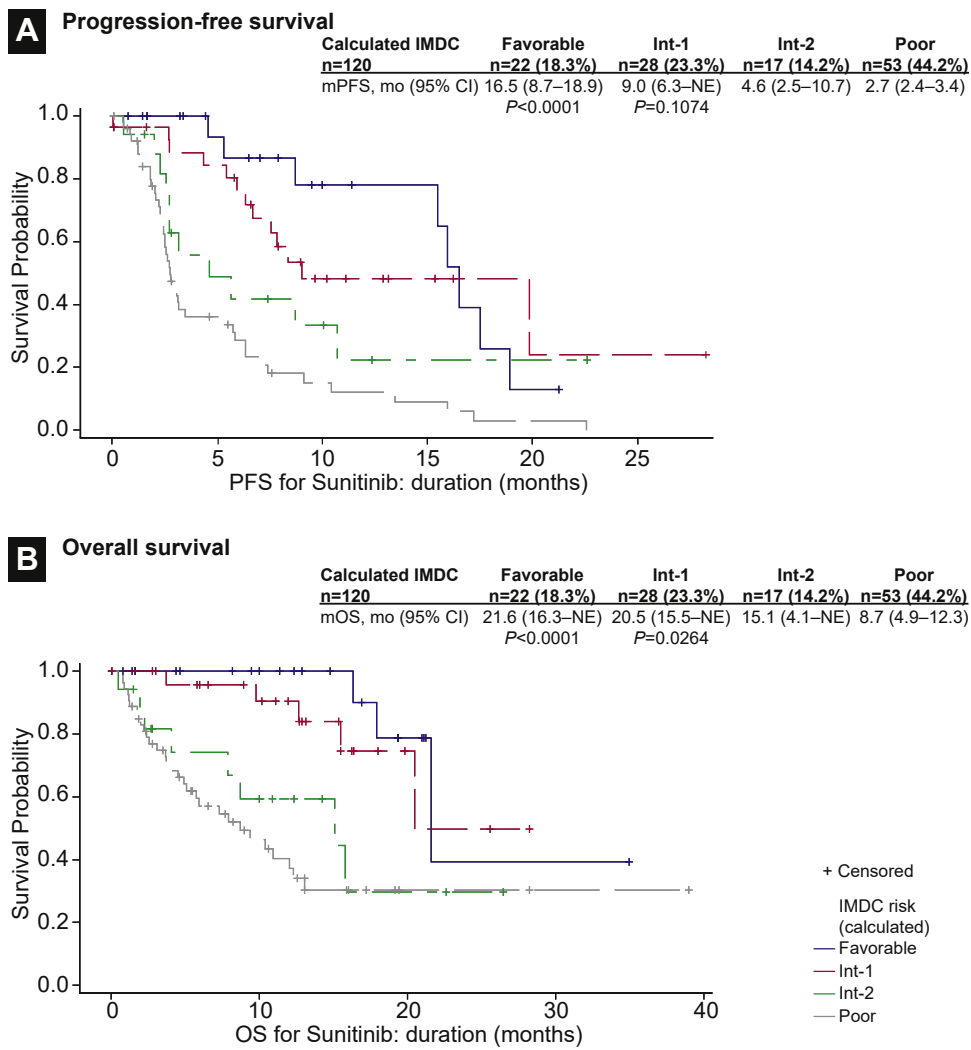 A Progression-free survival
Calculated IMDC Favorable Int-1 Int-2 Poor
n=120 n=22 (18.3%) n=28 (23.3%) n=17 (14.2%) n=53 (44.2%)
mPFS, mo (95% CI) 16.5 (8.7–18.9) 9.0 (6.3–NE) 4.6 (2.5–10.7) 2.7 (2.4–3.4)
P<0.0001 P=0.1074
Survival Probability
1.0
0.8
0.6
0.4
0.2
0.0
0 5 10 15 20 25
PFS for Sunitinib: duration (months)
B Overall survival
Calculated IMDC Favorable Int-1 Int-2 Poor
n=120 n=22 (18.3%) n=28 (23.3%) n=17 (14.2%) n=53 (44.2%)
mOS, mo (95% CI) 21.6 (16.3–NE) 20.5 (15.5–NE) 15.1 (4.1–NE) 8.7 (4.9–12.3)
P<0.0001 P=0.0264
Survival Probability
1.0
0.8
0.6
0.4
0.2
0.0
0 10 20 30 40
OS for Sunitinib: duration (months)
+ Censored
IMDC risk
(calculated)
Favorable
Int-1
Int-2
Poor